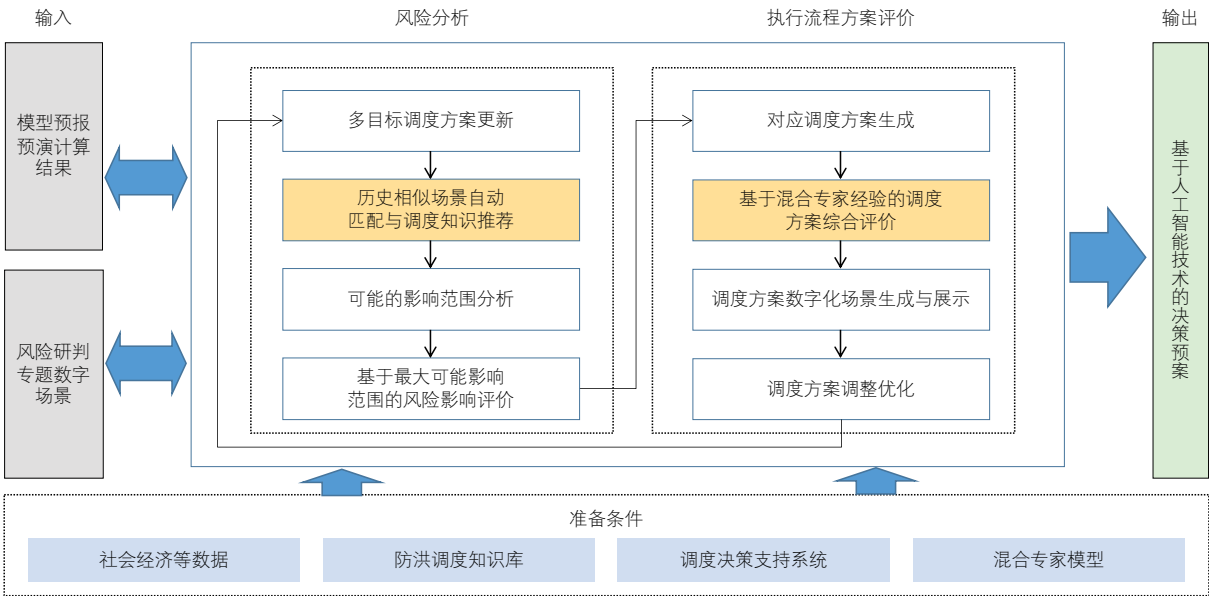 输入
风险分析
执行流程方案评价
输出
模型预报
预演计算
结果
风险研判
专题数字
场景
多目标调度方案更新
历史相似场景自动
匹配与调度知识推荐
可能的影响范围分析
基于最大可能影响
范围的风险影响评价
对应调度方案生成
基于混合专家经验的调度
方案综合评价
调度方案数字化场景生成与展示
调度方案调整优化
基于人工智能技术的决策预案
准备条件
社会经济等数据
防洪调度知识库
调度决策支持系统
混合专家模型